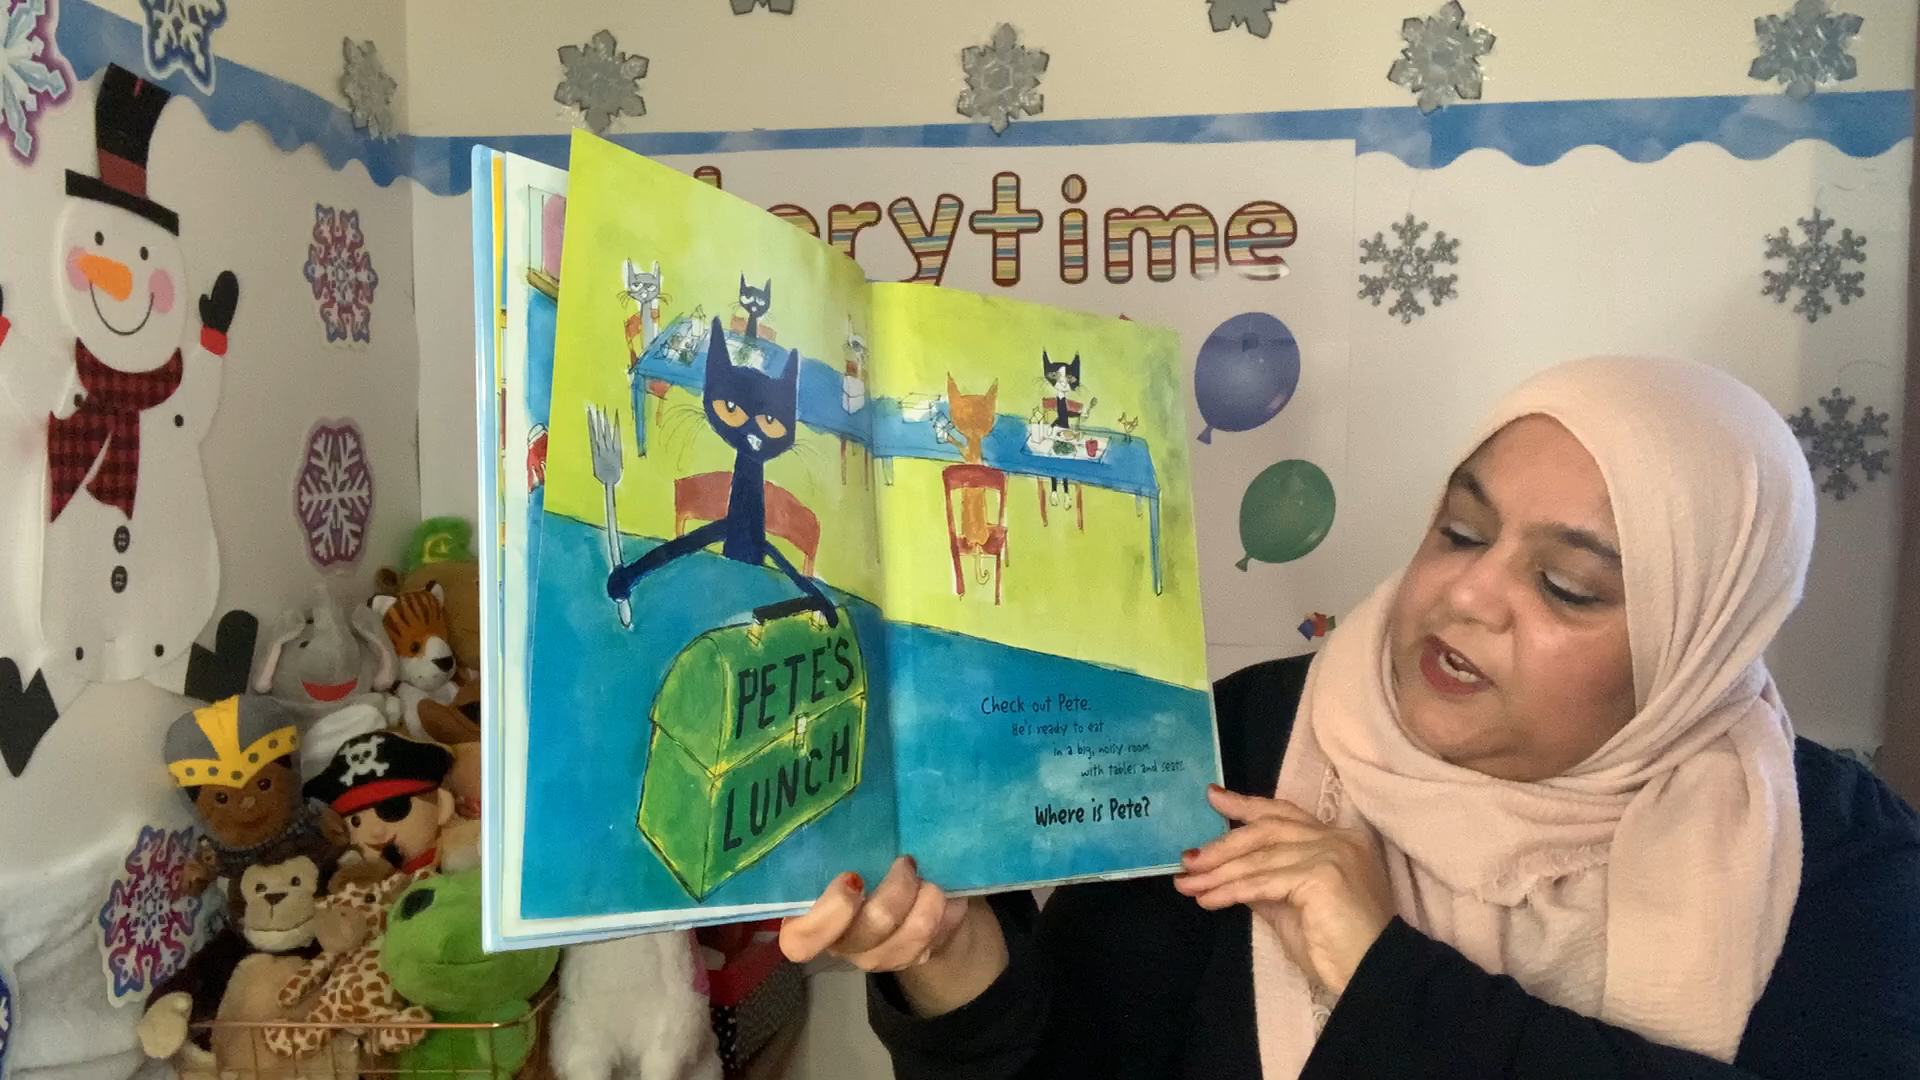 orytime
PETE'S
LUNCH
Check out Pete.
He's ready to eat
in a big, noisy room
with tables and seats.
Where is Pete?